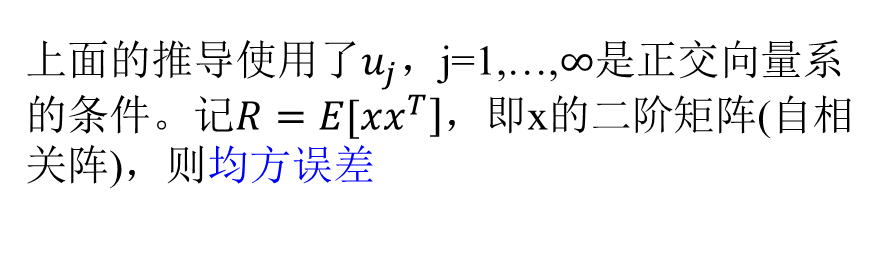 上面的推导使用了𝑢ⱼ，j=1,…,∞是正交向量系
的条件。记𝑅 = 𝐸[𝑥𝑥ᵀ]，即x的二阶矩阵(自相
关阵)，则均方误差